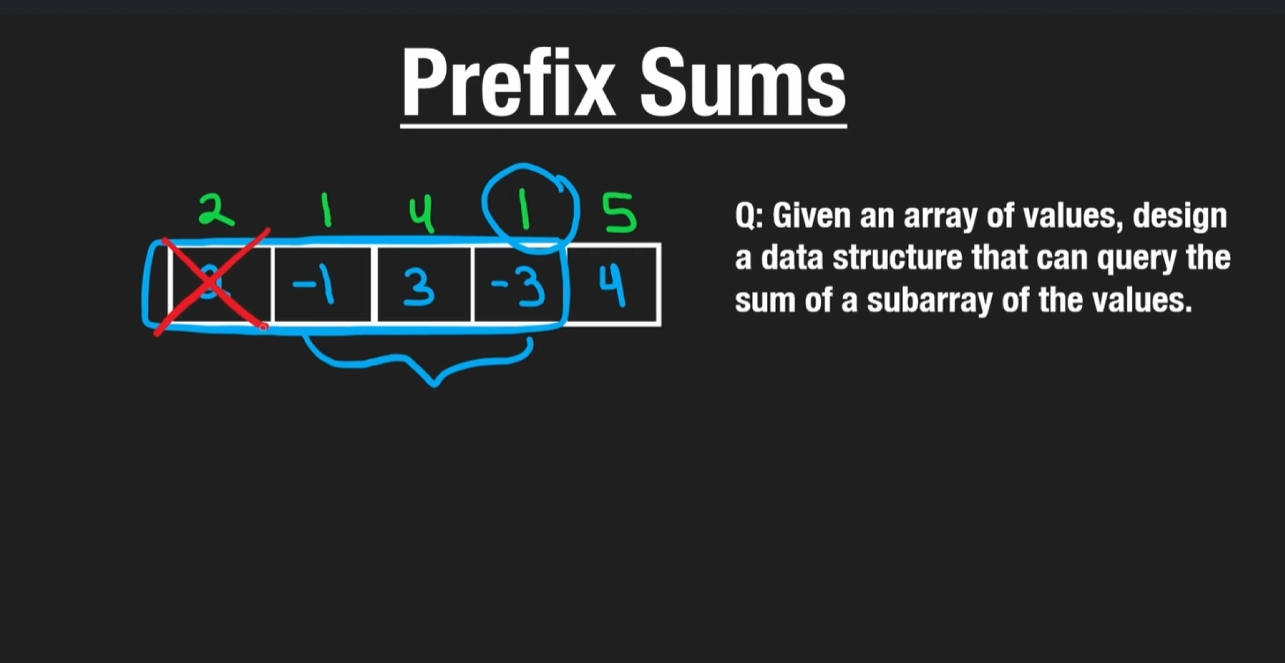 Prefix Sums
2 1 4 1 5
-1 3 -3 4
Q: Given an array of values, design
a data structure that can query the
sum of a subarray of the values.